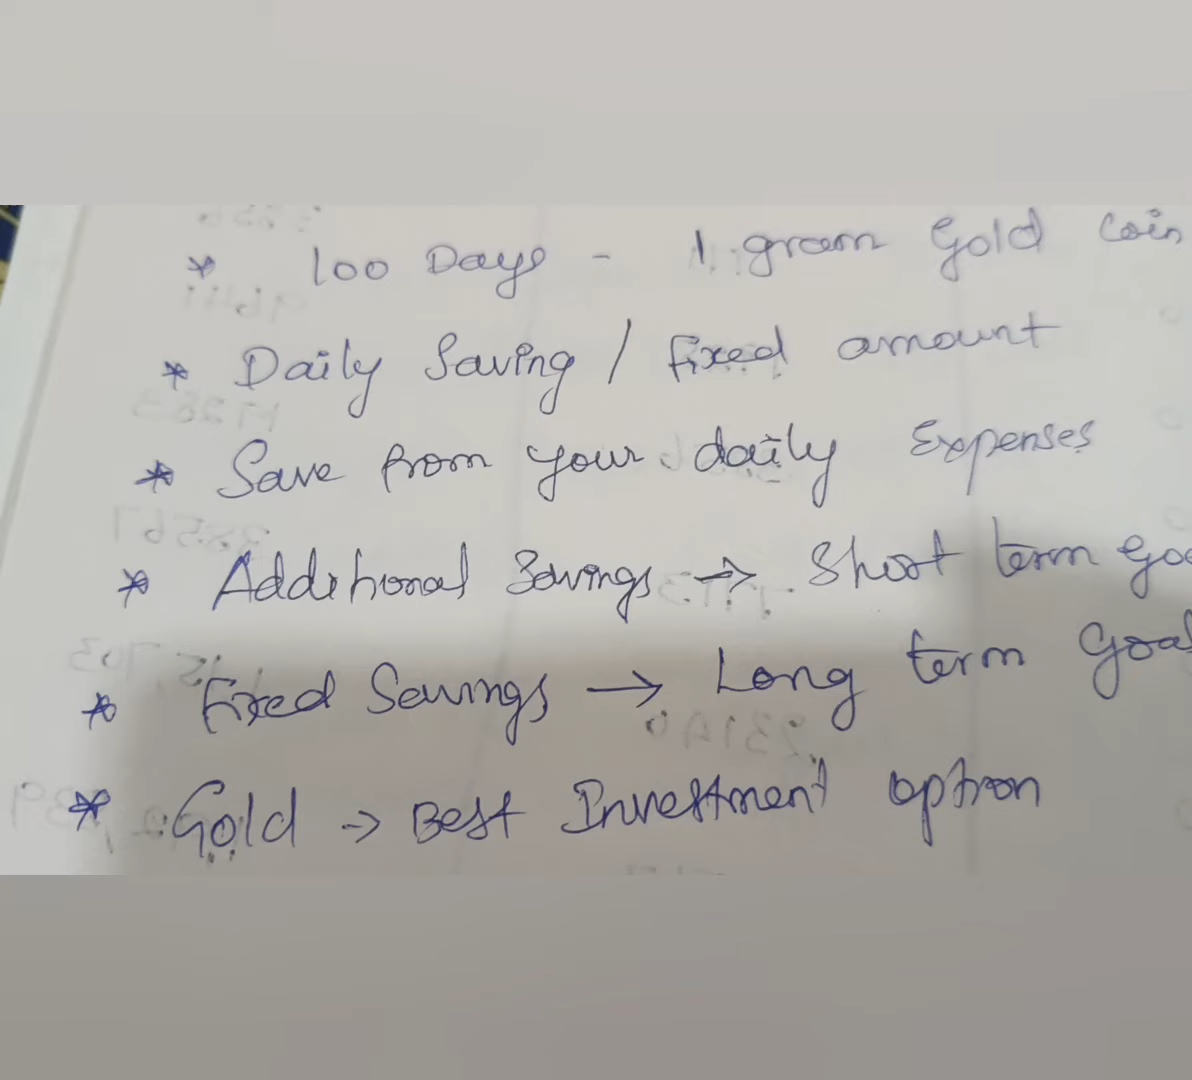 * 100 Days - 1 gram Gold Coin
* Daily Saving / fixed amount
* Save from your daily Expenses
* Additional Savings → Short term Goa
* Fixed Savings → Long term Goal
* Gold → Best Investment option